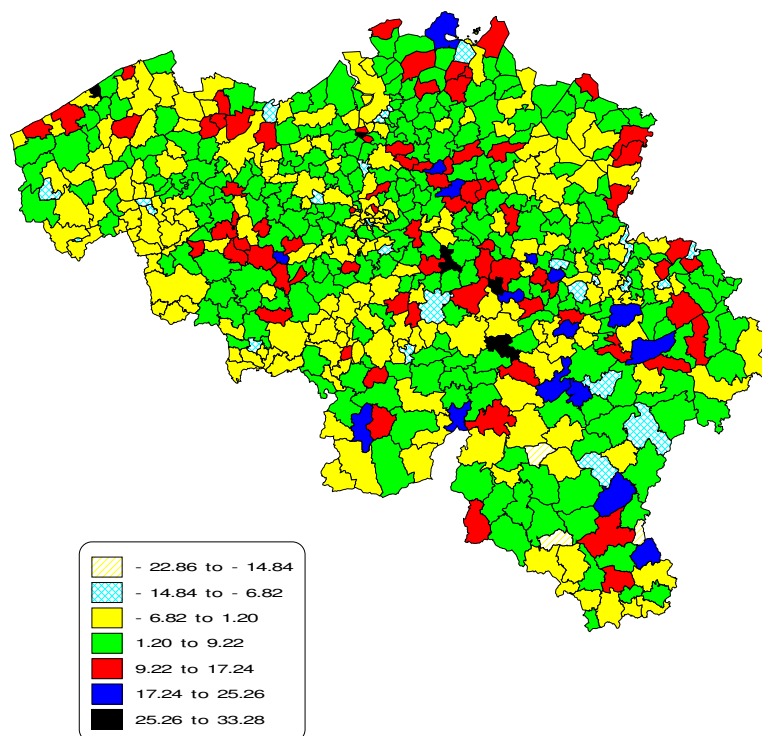 - 22.86 to - 14.84
- 14.84 to - 6.82
- 6.82 to 1.20
1.20 to 9.22
9.22 to 17.24
17.24 to 25.26
25.26 to 33.28